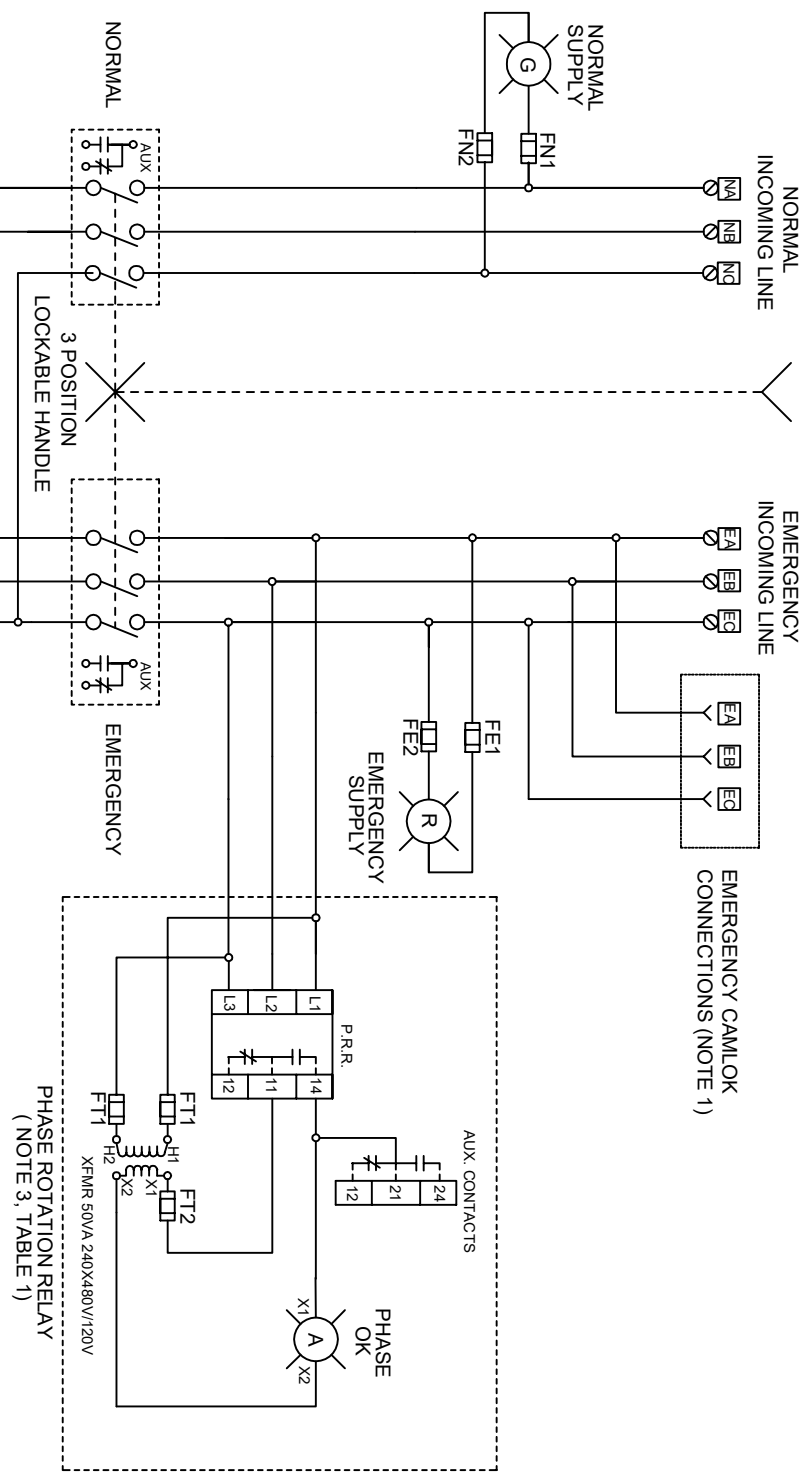 NORMAL
INCOMING LINE
NA
NB
NC
NORMAL
SUPPLY
G
FN1
FN2
NORMAL
AUX
3 POSITION
LOCKABLE HANDLE
EMERGENCY
INCOMING LINE
EA
EB
EC
EA
EB
EC
EMERGENCY CAMLOK
CONNECTIONS (NOTE 1)
FE1
FE2
R
EMERGENCY
SUPPLY
AUX
EMERGENCY
P.R.R.
L1
L2
L3
14
11
12
AUX. CONTACTS
24
21
12
FT1
FT1
H1
H2
X1
X2
FT2
XFMR 50VA 240X480V/120V
PHASE
OK
X1
A
X2
PHASE ROTATION RELAY
( NOTE 3, TABLE 1)